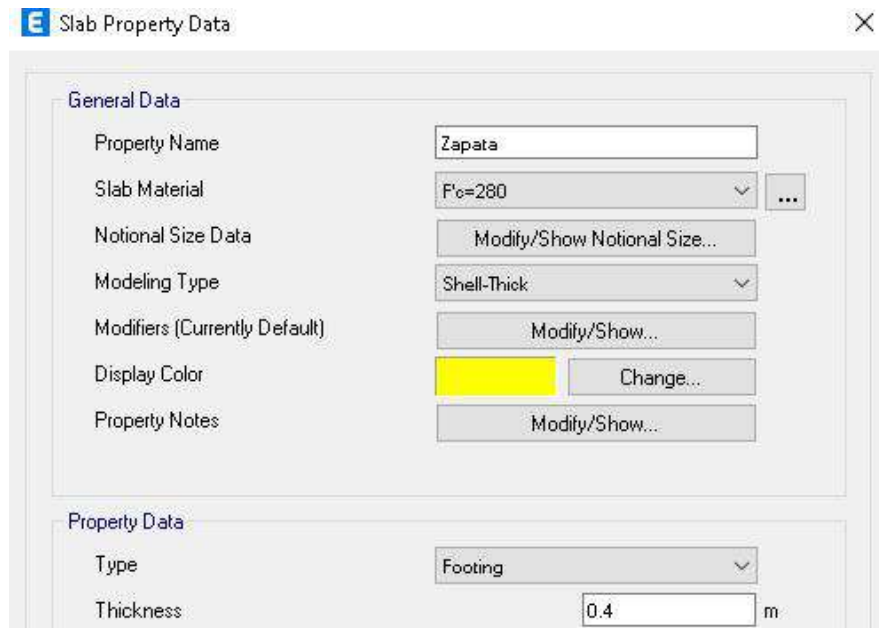 E Slab Property Data
General Data
Property Name Zapata
Slab Material F'c=280 ...
Notional Size Data Modify/Show Notional Size...
Modeling Type Shell-Thick
Modifiers (Currently Default) Modify/Show...
Display Color Change...
Property Notes Modify/Show...
Property Data
Type Footing
Thickness 0.4 m